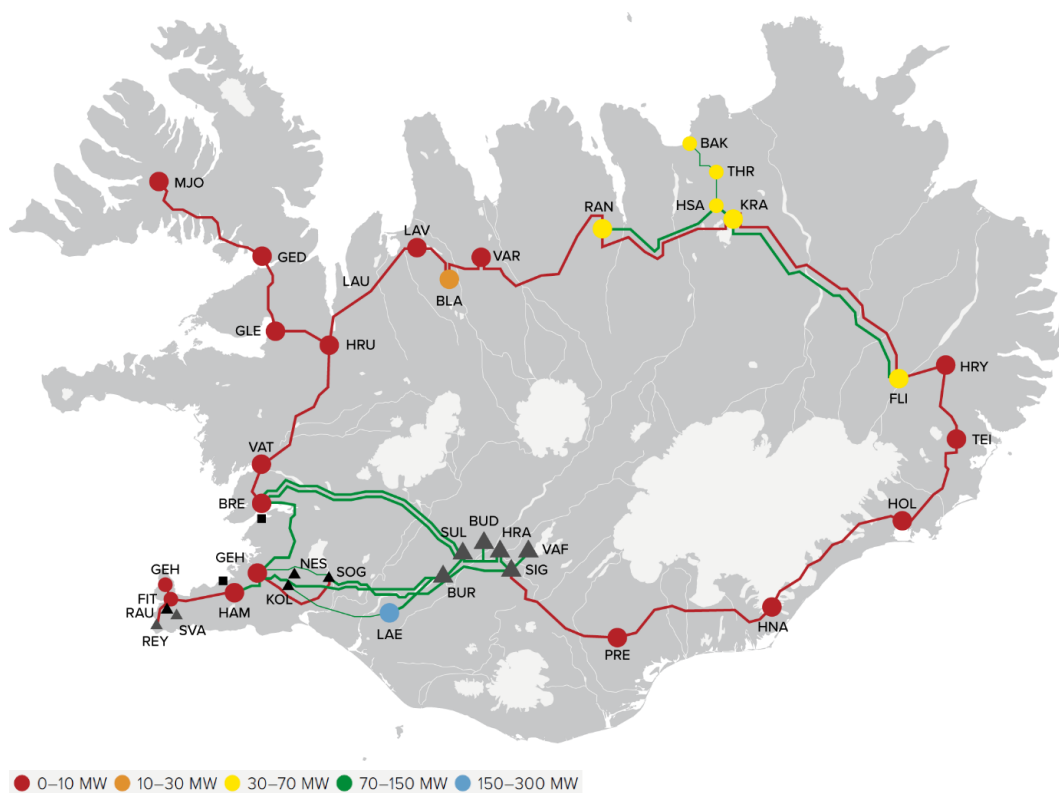 BAK
THR
HSA
KRA
RAN
MJO
LAV
VAR
GED
LAU
BLA
GLE
HRU
HRY
FLI
TEI
VAT
BRE
HOL
BUD
SUL
HRA
VAF
GEH
NES
SOG
SIG
GEH
KOL
BUR
FIT
HAM
RAU
SVA
LAE
REY
HNA
PRE
0–10 MW 10–30 MW 30–70 MW 70–150 MW 150–300 MW